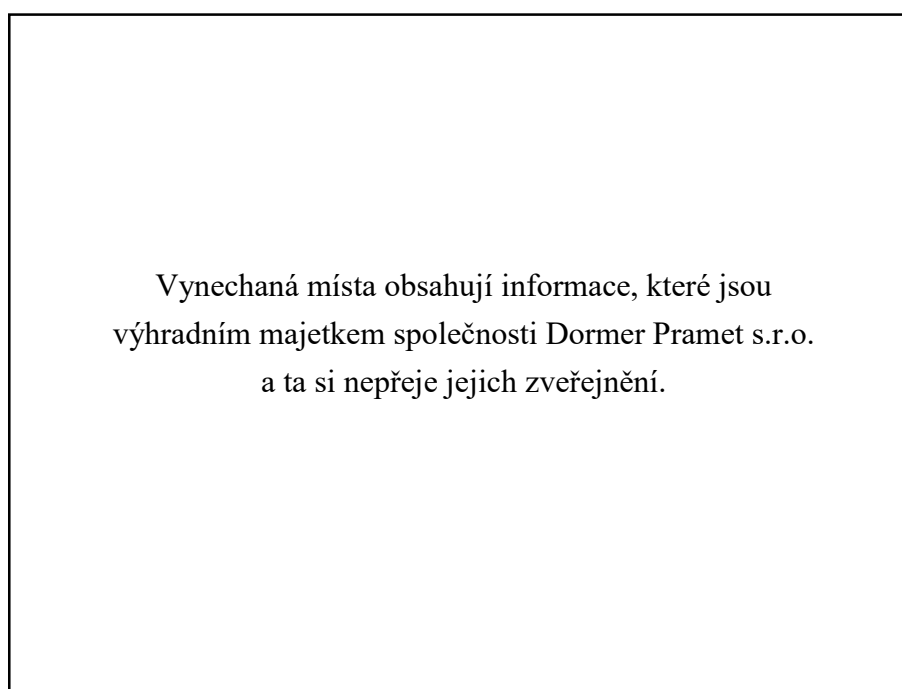 Vynechaná místa obsahují informace, které jsou
výhradním majetkem společnosti Dormer Pramet s.r.o.
a ta si nepřeje jejich zveřejnění.